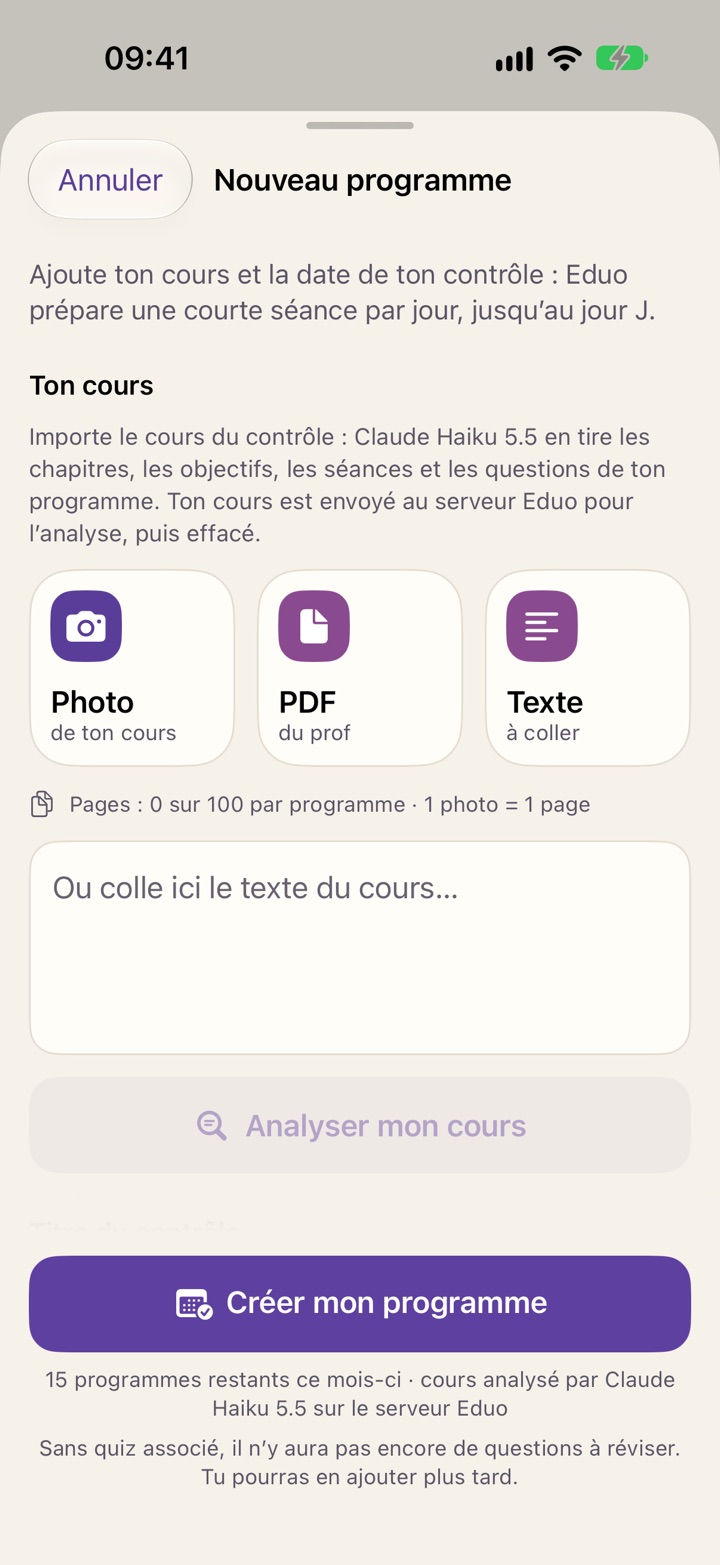 09:41
Annuler
Nouveau programme
Ajoute ton cours et la date de ton contrôle : Eduo
prépare une courte séance par jour, jusqu’au jour J.
Ton cours
Importe le cours du contrôle : Claude Haiku 5.5 en tire les
chapitres, les objectifs, les séances et les questions de ton
programme. Ton cours est envoyé au serveur Eduo pour
l’analyse, puis effacé.
Photo
de ton cours
PDF
du prof
Texte
à coller
Pages : 0 sur 100 par programme · 1 photo = 1 page
Ou colle ici le texte du cours…
Analyser mon cours
Titre du contrôle
Créer mon programme
15 programmes restants ce mois-ci · cours analysé par Claude
Haiku 5.5 sur le serveur Eduo
Sans quiz associé, il n’y aura pas encore de questions à réviser.
Tu pourras en ajouter plus tard.